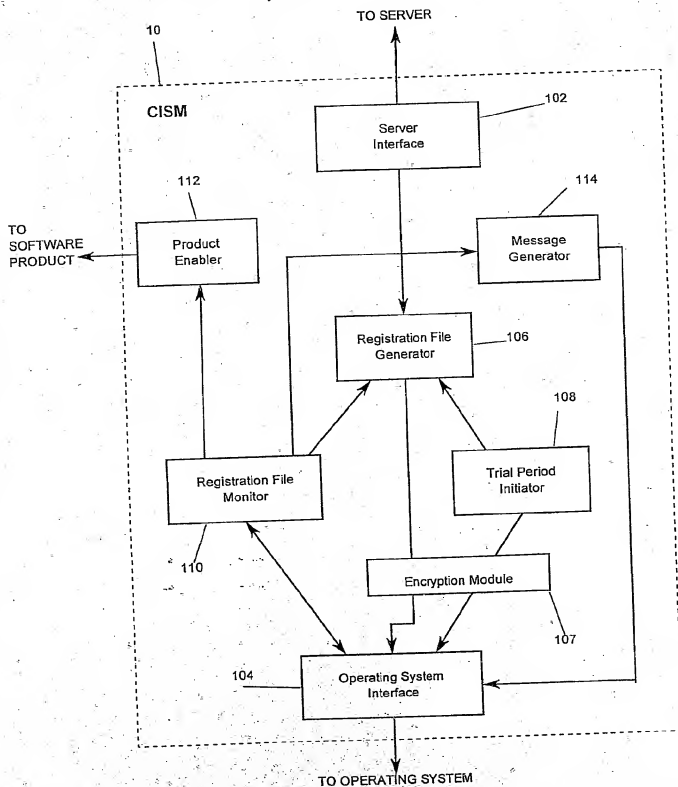 TO SERVER
10
CISM
102
Server
Interface
112
114
TO
SOFTWARE
PRODUCT
Product
Enabler
Message
Generator
Registration File
Generator
106
108
Registration File
Monitor
Trial Period
Initiator
110
Encryption Module
107
104
Operating System
Interface
TO OPERATING SYSTEM